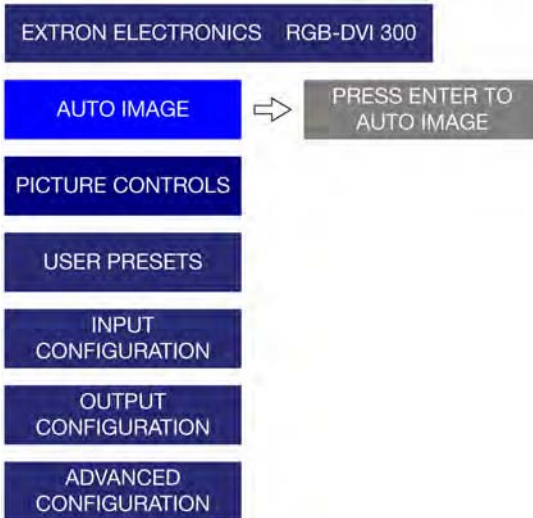 EXTRON ELECTRONICS RGB-DVI 300
AUTO IMAGE
PRESS ENTER TO
AUTO IMAGE
PICTURE CONTROLS
USER PRESETS
INPUT
CONFIGURATION
OUTPUT
CONFIGURATION
ADVANCED
CONFIGURATION